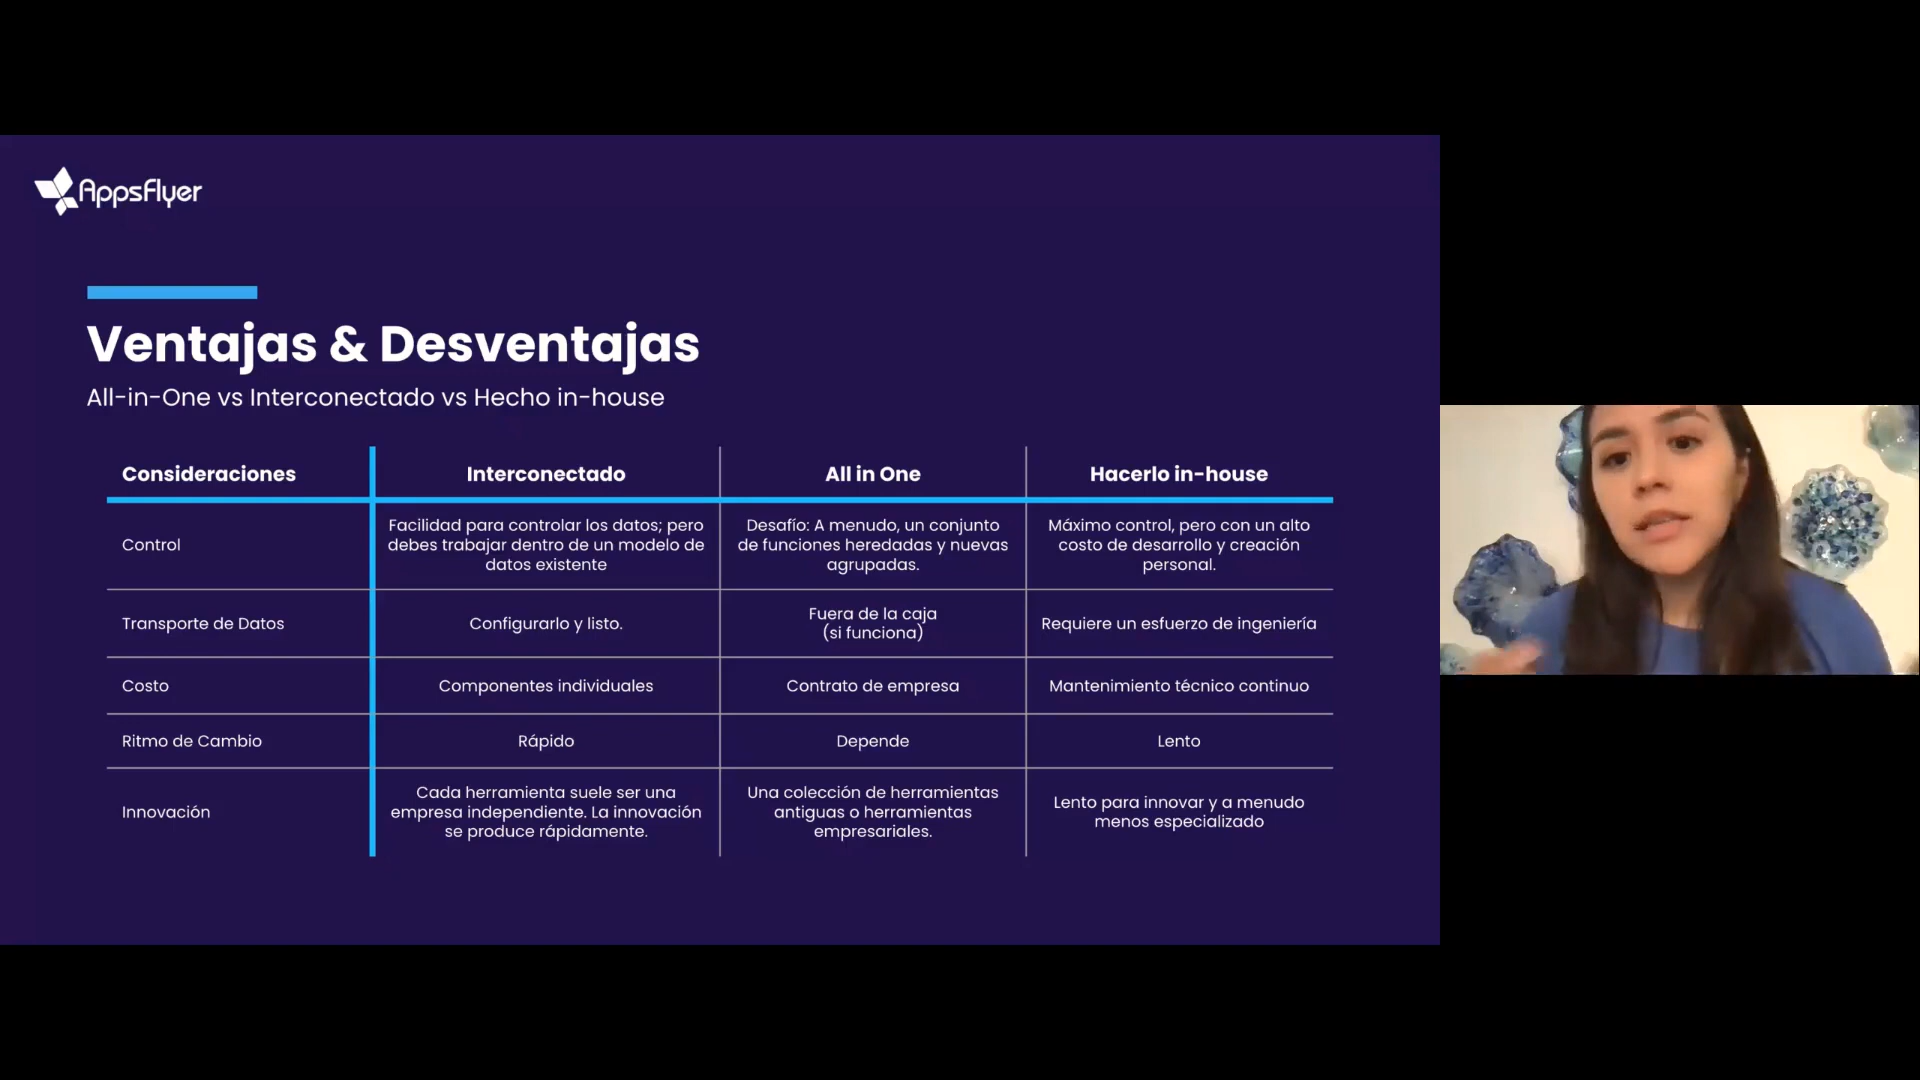 AppsFlyer
Ventajas & Desventajas
All-in-One vs Interconectado vs Hecho in-house
Consideraciones
Interconectado
All in One
Hacerlo in-house
Control
Facilidad para controlar los datos; pero
debes trabajar dentro de un modelo de
datos existente
Desafío: A menudo, un conjunto
de funciones heredadas y nuevas
agrupadas.
Máximo control, pero con un alto
costo de desarrollo y creación
personal.
Transporte de Datos
Configurarlo y listo.
Fuera de la caja
(si funciona)
Requiere un esfuerzo de ingeniería
Costo
Componentes individuales
Contrato de empresa
Mantenimiento técnico continuo
Ritmo de Cambio
Rápido
Depende
Lento
Innovación
Cada herramienta suele ser una
empresa independiente. La innovación
se produce rápidamente.
Una colección de herramientas
antiguas o herramientas
empresariales.
Lento para innovar y a menudo
menos especializado